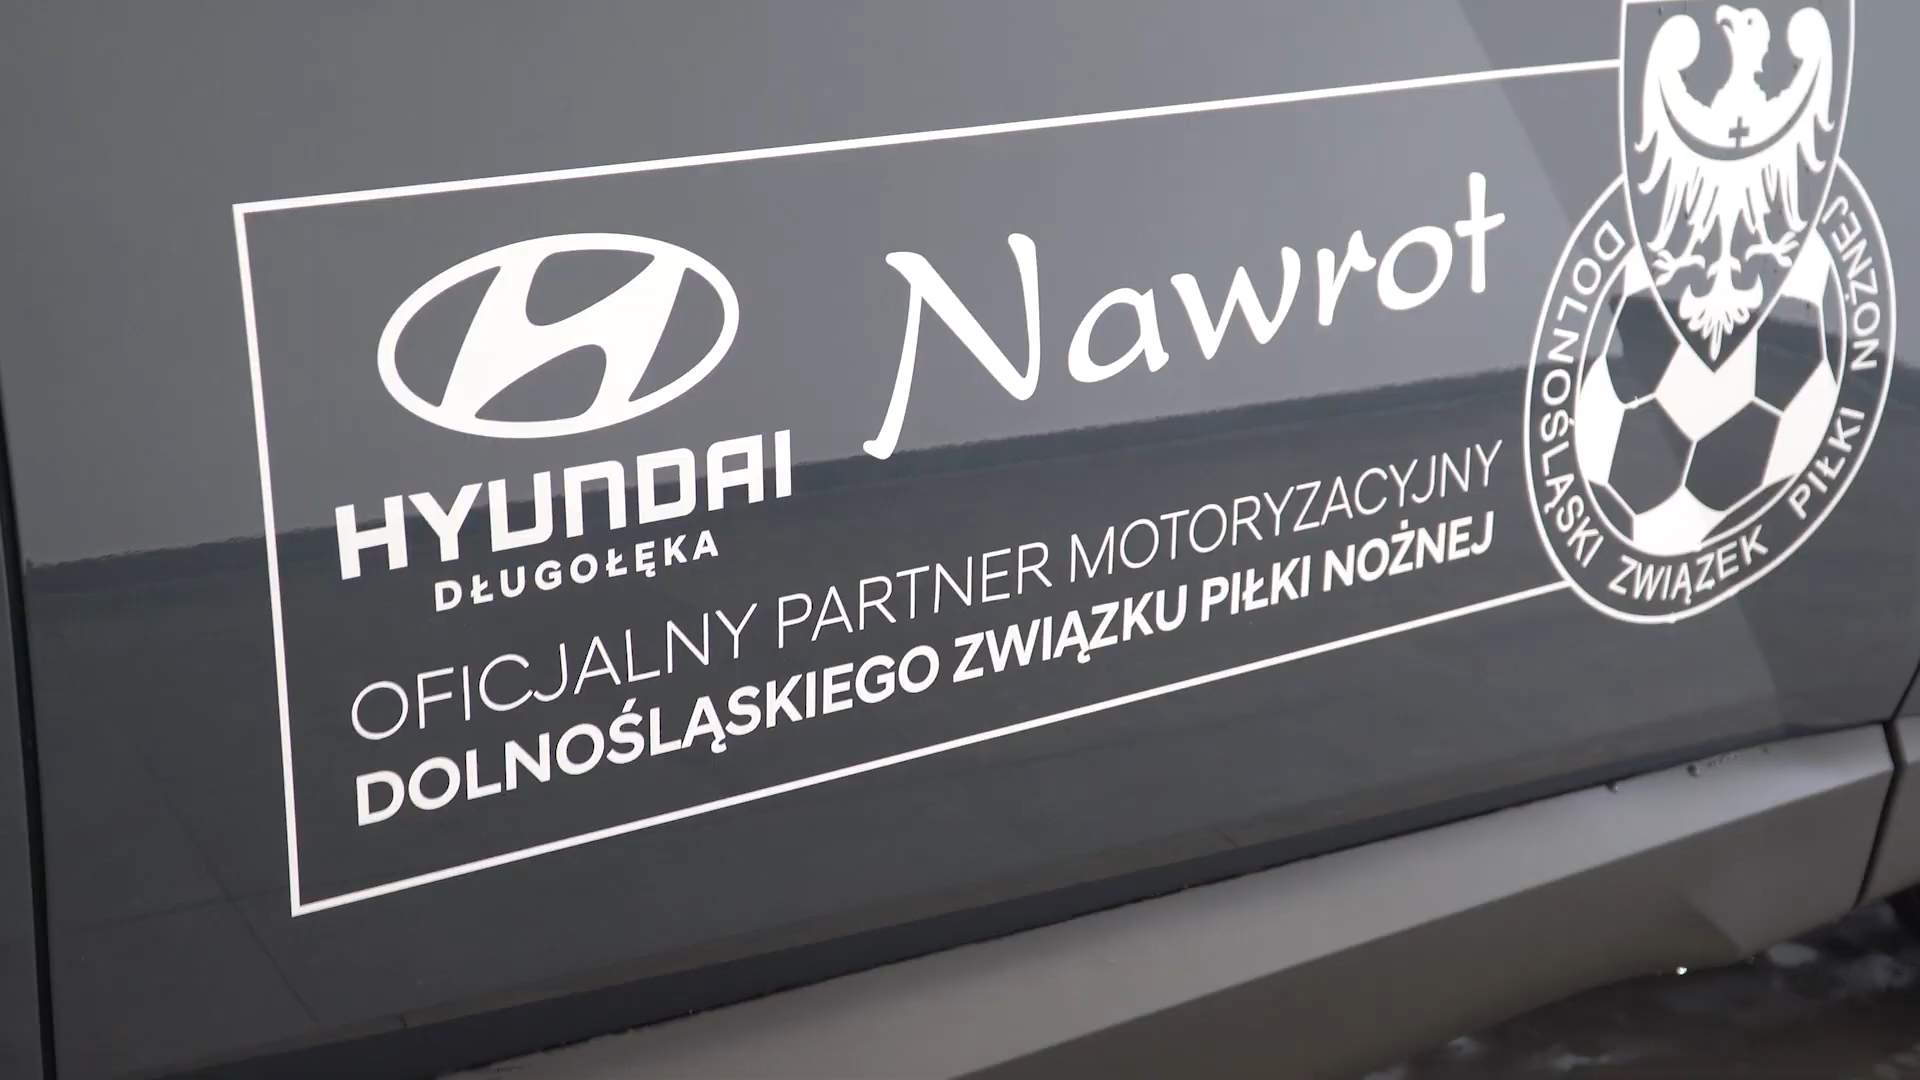 HYUNDAI
DŁUGOŁĘKA
Nawrot
OFICJALNY PARTNER MOTORYZACYJNY
DOLNOŚLĄSKIEGO ZWIĄZKU PIŁKI NOŻNEJ
DOLNOŚLĄSKI ZWIĄZEK PIŁKI NOŻNEJ